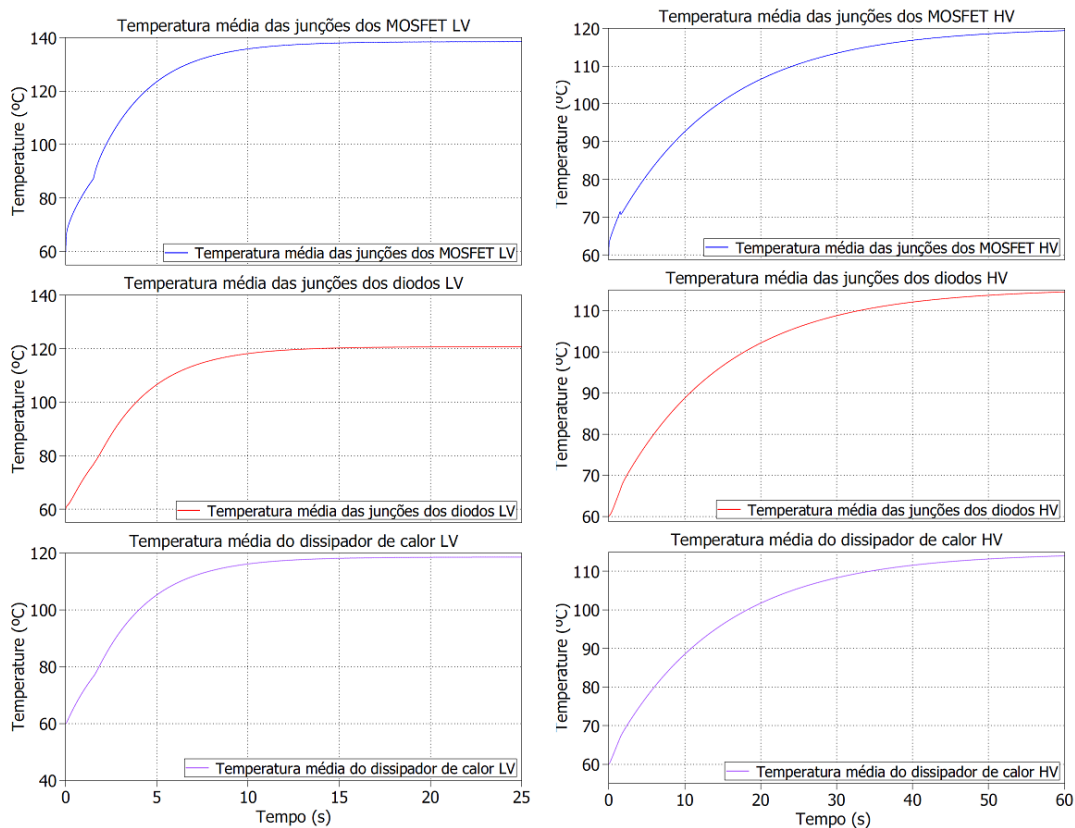 Temperatura média das junções dos MOSFET LV
Temperature (ºC)
140
120
100
80
60
Temperatura média das junções dos MOSFET LV
Temperatura média das junções dos diodos LV
Temperature (ºC)
140
120
100
80
60
Temperatura média das junções dos diodos LV
Temperatura média do dissipador de calor LV
Temperature (ºC)
120
100
80
60
40
Temperatura média do dissipador de calor LV
0 5 10 15 20 25
Tempo (s)
Temperatura média das junções dos MOSFET HV
Temperature (ºC)
120
110
100
90
80
70
60
Temperatura média das junções dos MOSFET HV
Temperatura média das junções dos diodos HV
Temperature (ºC)
110
100
90
80
70
60
Temperatura média das junções dos diodos HV
Temperatura média do dissipador de calor HV
Temperature (ºC)
110
100
90
80
70
60
Temperatura média do dissipador de calor HV
0 10 20 30 40 50 60
Tempo (s)